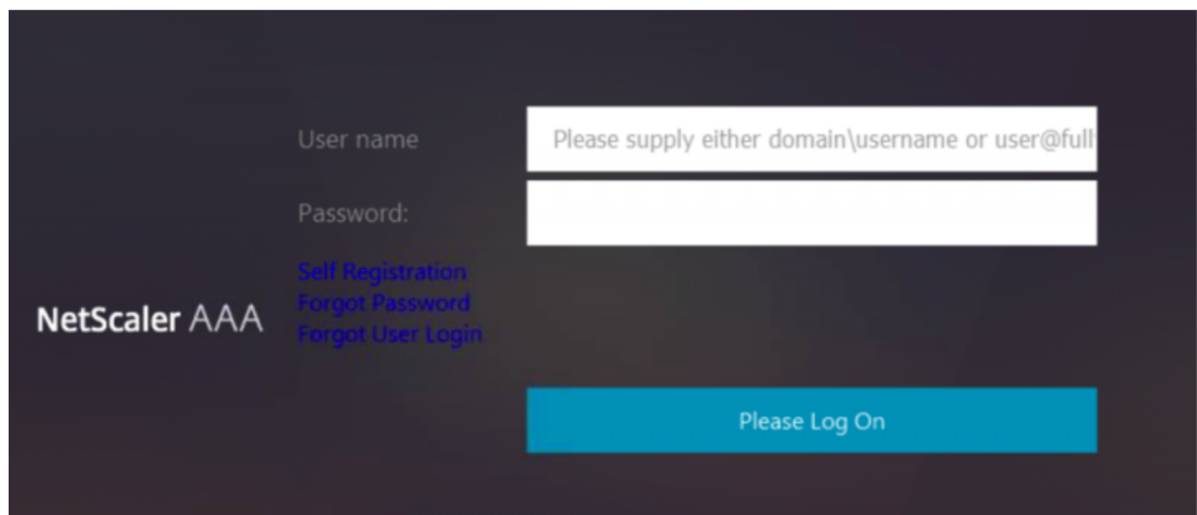 User name
Please supply either domain\username or user@full
Password:
Self Registration
Forgot Password
Forgot User Login
NetScaler AAA
Please Log On